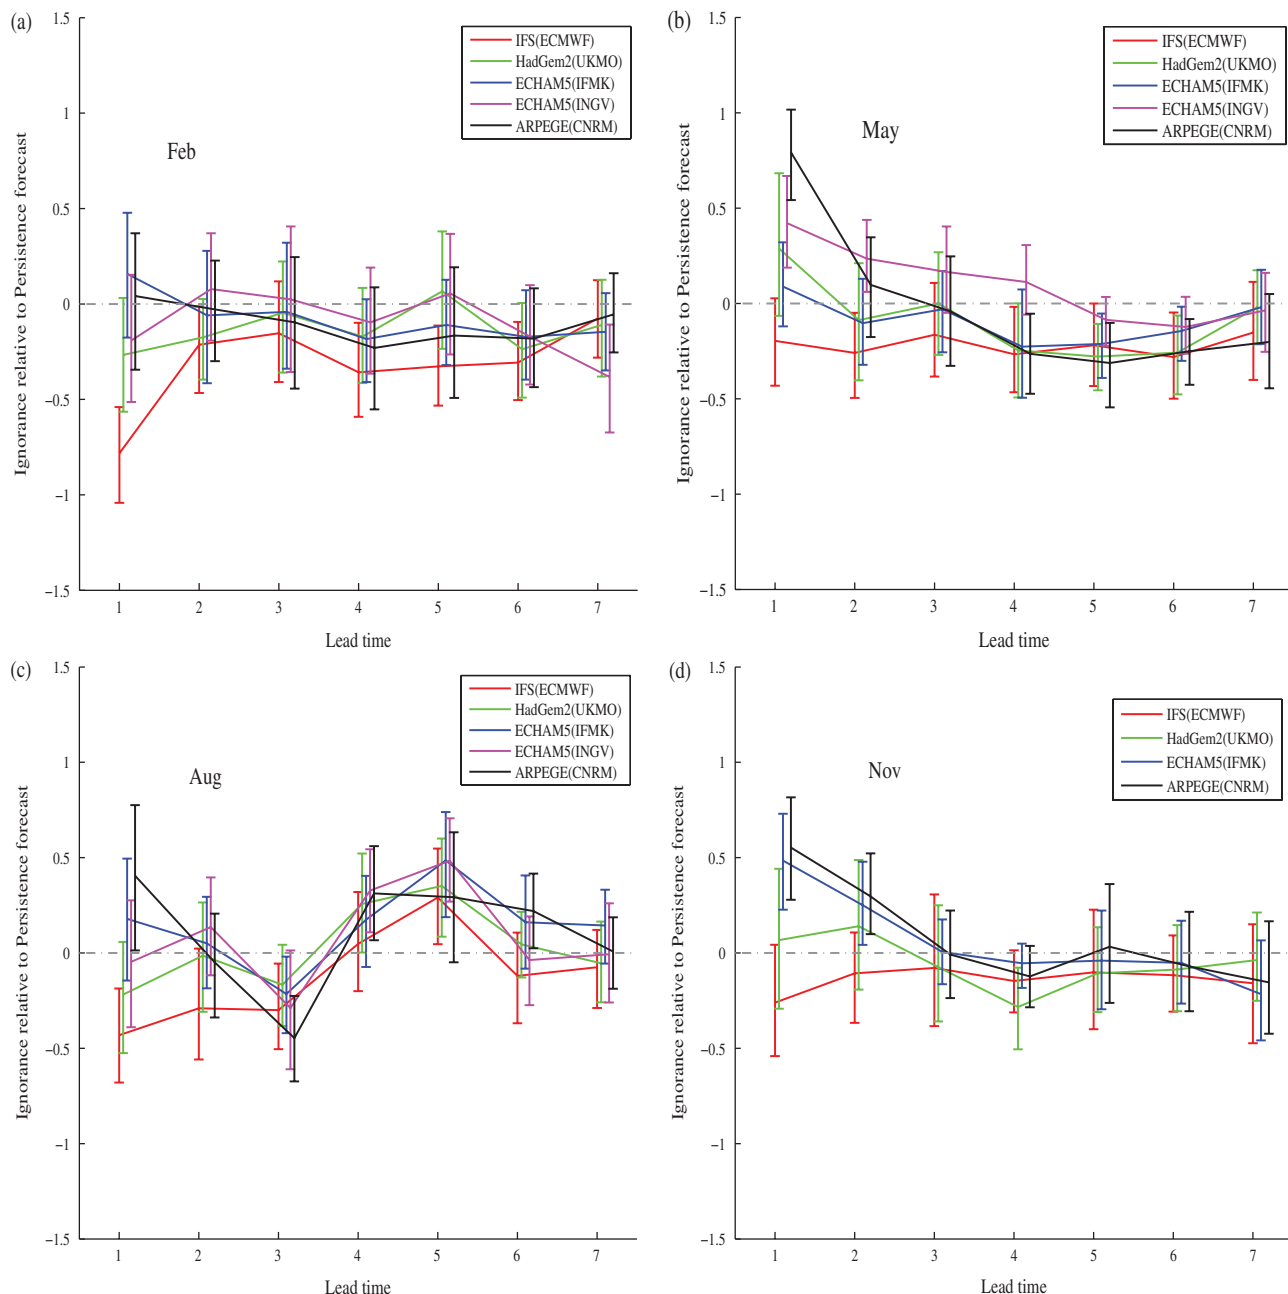 (a)
1.5
1
0.5
0
−0.5
−1
−1.5
Ignorance relative to Persistence forecast
Feb
IFS(ECMWF)
HadGem2(UKMO)
ECHAM5(IFMK)
ECHAM5(INGV)
ARPEGE(CNRM)
1 2 3 4 5 6 7
Lead time
(b)
1.5
1
0.5
0
−0.5
−1
−1.5
Ignorance relative to Persistence forecast
May
IFS(ECMWF)
HadGem2(UKMO)
ECHAM5(IFMK)
ECHAM5(INGV)
ARPEGE(CNRM)
1 2 3 4 5 6 7
Lead time
(c)
1.5
1
0.5
0
−0.5
−1
−1.5
Ignorance relative to Persistence forecast
Aug
IFS(ECMWF)
HadGem2(UKMO)
ECHAM5(IFMK)
ECHAM5(INGV)
ARPEGE(CNRM)
1 2 3 4 5 6 7
Lead time
(d)
1.5
1
0.5
0
−0.5
−1
−1.5
Ignorance relative to Persistence forecast
Nov
IFS(ECMWF)
HadGem2(UKMO)
ECHAM5(IFMK)
ARPEGE(CNRM)
1 2 3 4 5 6 7
Lead time